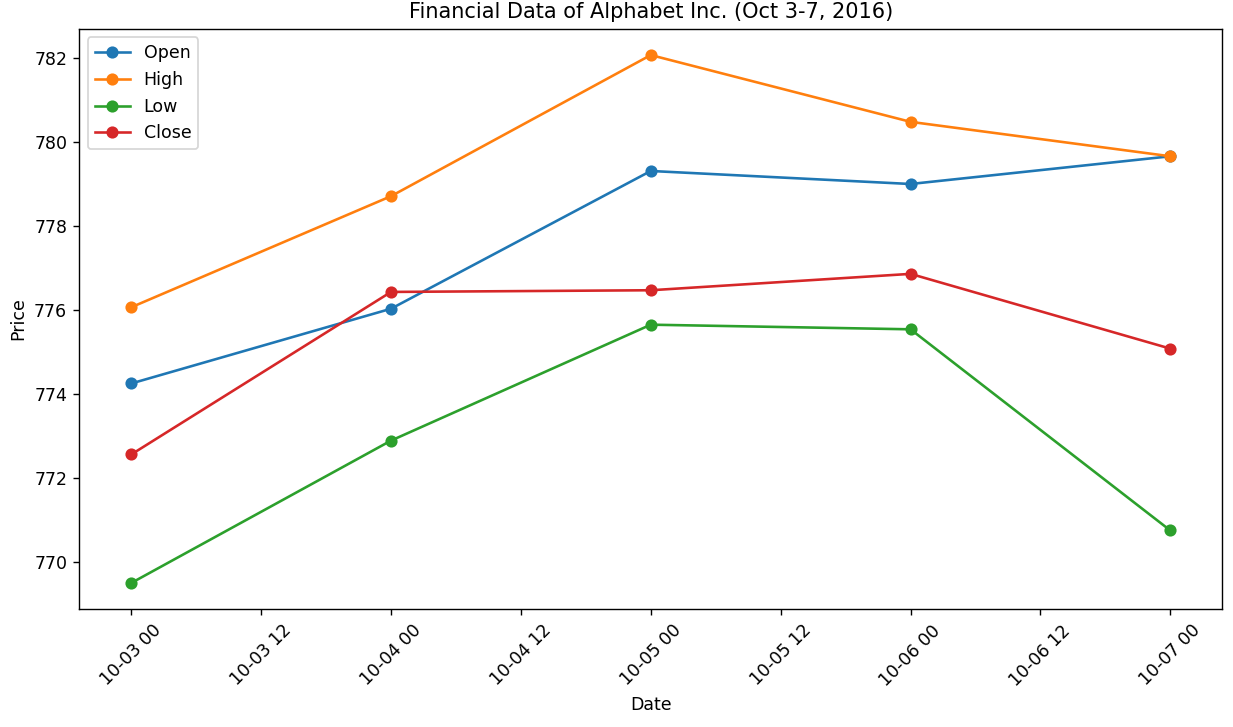 Financial Data of Alphabet Inc. (Oct 3-7, 2016)
Open
High
Low
Close
782
780
778
776
774
772
770
Price
10-03 00
10-03 12
10-04 00
10-04 12
10-05 00
10-05 12
10-06 00
10-06 12
10-07 00
Date